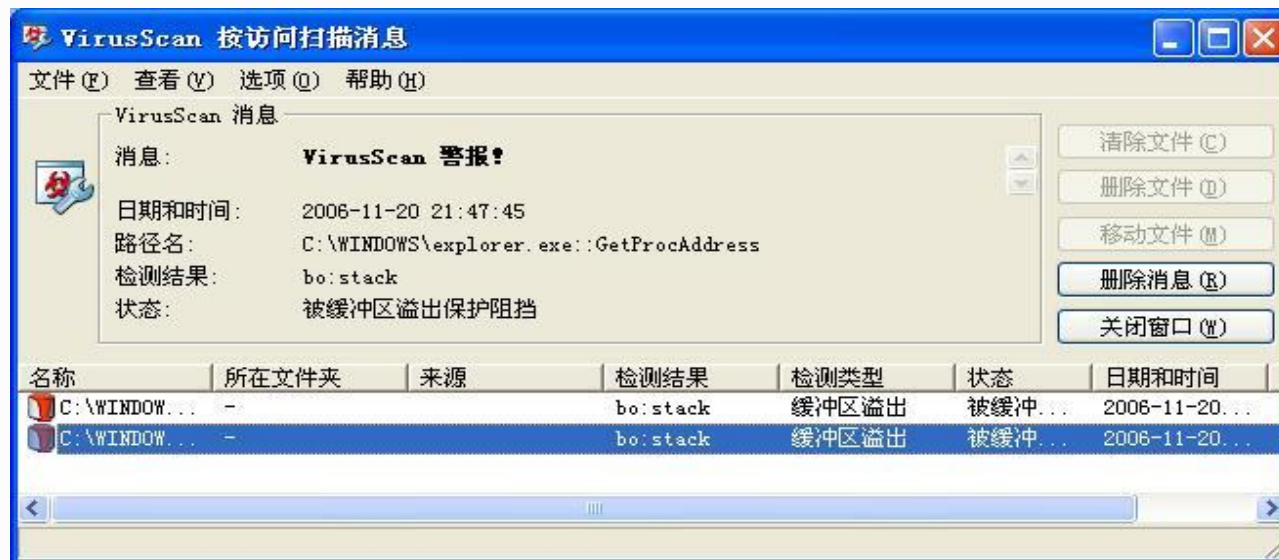 VirusScan 按访问扫描消息
文件(F) 查看(V) 选项(O) 帮助(H)
VirusScan 消息
消息: VirusScan 警报!
日期和时间: 2006-11-20 21:47:45
路径名: C:\WINDOWS\explorer.exe::GetProcAddress
检测结果: bo:stack
状态: 被缓冲区溢出保护阻挡
清除文件(C)
删除文件(D)
移动文件(M)
删除消息(R)
关闭窗口(W)
名称 所在文件夹 来源 检测结果 检测类型 状态 日期和时间
C:\WINDOW... - bo:stack 缓冲区溢出 被缓冲... 2006-11-20...
C:\WINDOW... - bo:stack 缓冲区溢出 被缓冲... 2006-11-20...